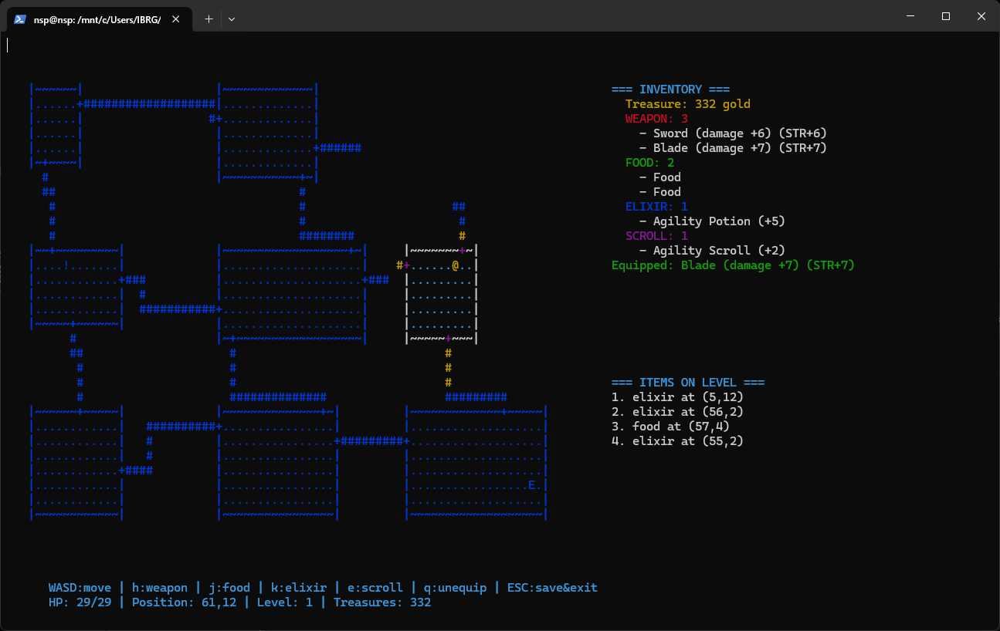 nsp@nsp: /mnt/c/Users/IBRG/
|~~~~~~|                   |~~~~~~~~~~~~~|
|......+###################|.............|
|......|                  #+.............|
|......|                   |.............|
|......|                   |.............+######
|~+~~~~|                   |.............|
  #                        |~~~~~~~~~~~+~|
  ##                                   #
   #                                   #                     ##
   #                                   #                      #
   #                                   ########               #
|~~+~~~~~~~~~|             |~~~~~~~~~~~~~~~~~~+~|     |~~~~~~~+~|
|....!.......|             |....................|    #+......@..|
|............+###          |....................+###  |.........|
|............|  #          |....................|     |.........|
|............|  ###########+....................|     |.........|
|~~~~~+~~~~~~|             |....................|     |.........|
      #                    |~+~~~~~~~~~~~~~~~~~~|     |~~~~~+~~~|
      ##                     #                              #
       #                     #                              #
       #                     #                              #
       #                     ##############                 #########
|~~~~~~+~~~~~|             |~~~~~~~~~~~~~~+~|         |~~~~~~~~~~~~~+~~~~~|
|............|   ##########+................|         |...................|
|............|   #         |................+#########+...................|
|............|   #         |................|         |...................|
|............+####         |................|         |...................|
|............|             |................|         |.................E.|
|............|             |................|         |...................|
|~~~~~~~~~~~~|             |~~~~~~~~~~~~~~~~|         |~~~~~~~~~~~~~~~~~~~|
=== INVENTORY ===
Treasure: 332 gold
WEAPON: 3
- Sword (damage +6) (STR+6)
- Blade (damage +7) (STR+7)
FOOD: 2
- Food
- Food
ELIXIR: 1
- Agility Potion (+5)
SCROLL: 1
- Agility Scroll (+2)
Equipped: Blade (damage +7) (STR+7)
=== ITEMS ON LEVEL ===
1. elixir at (5,12)
2. elixir at (56,2)
3. food at (57,4)
4. elixir at (55,2)
WASD:move | h:weapon | j:food | k:elixir | e:scroll | q:unequip | ESC:save&exit
HP: 29/29 | Position: 61,12 | Level: 1 | Treasures: 332